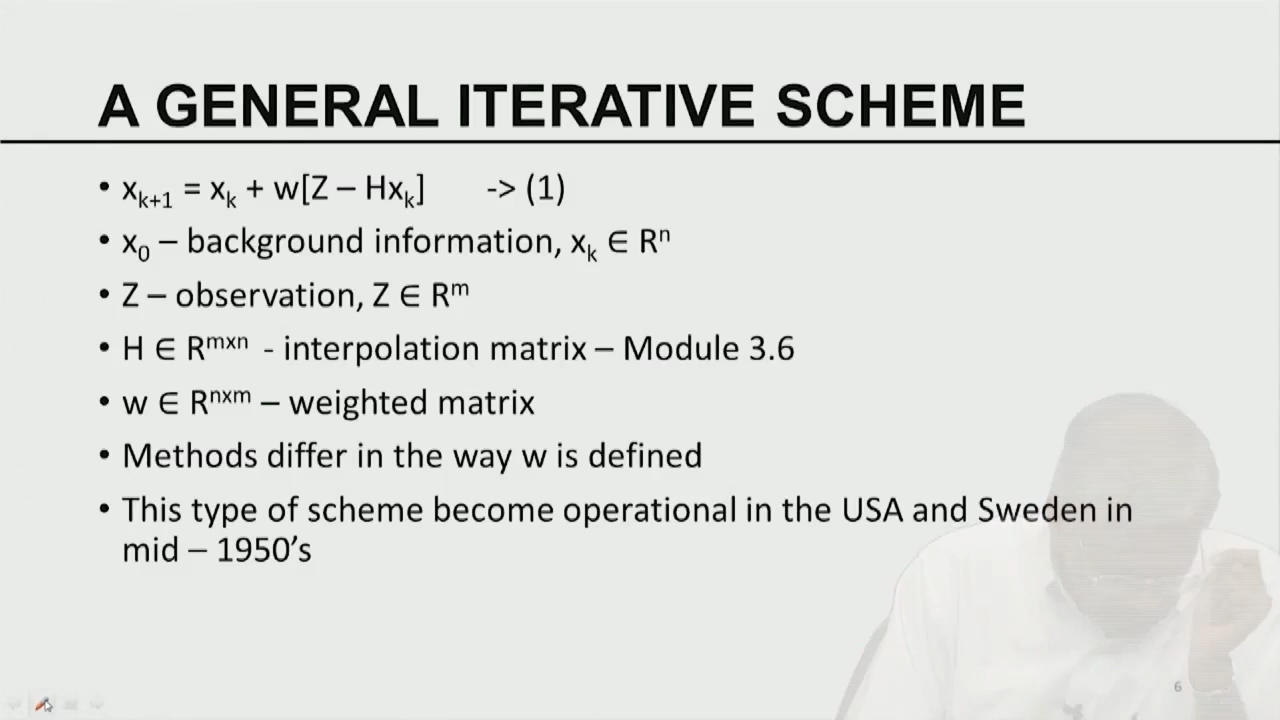 A GENERAL ITERATIVE SCHEME
• xₖ₊₁ = xₖ + w[Z – Hxₖ] -> (1)
• x₀ – background information, xₖ ∈ Rⁿ
• Z – observation, Z ∈ Rᵐ
• H ∈ Rᵐˣⁿ - interpolation matrix – Module 3.6
• w ∈ Rⁿˣᵐ – weighted matrix
• Methods differ in the way w is defined
• This type of scheme become operational in the USA and Sweden in
mid – 1950’s
6